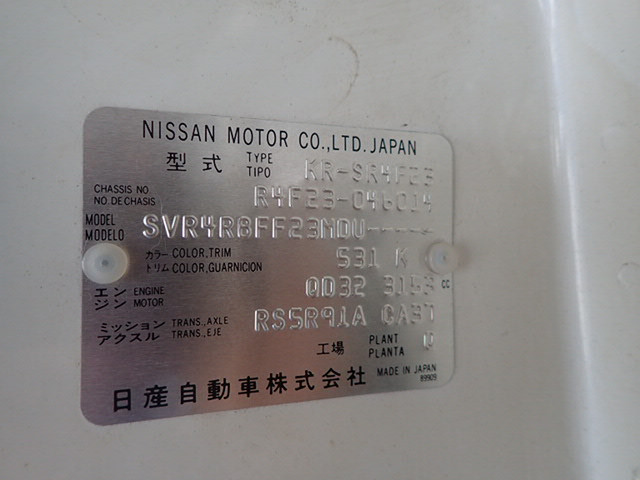 NISSAN MOTOR CO.,LTD. JAPAN
型式 TYPE TIPO KR-SR4F23
CHASSIS NO. NO. DE CHASIS R4F23-046014
MODEL MODELO SVR4R8FF23MDU-----
カラー COLOR,TRIM トリム COLOR,GUARNICION 531 K
エンジン ENGINE MOTOR QD32 3153 cc
ミッション TRANS.,AXLE アクスル TRANS.,EJE RS5R91A CA37
工場 PLANT PLANTA U
日産自動車株式会社 MADE IN JAPAN